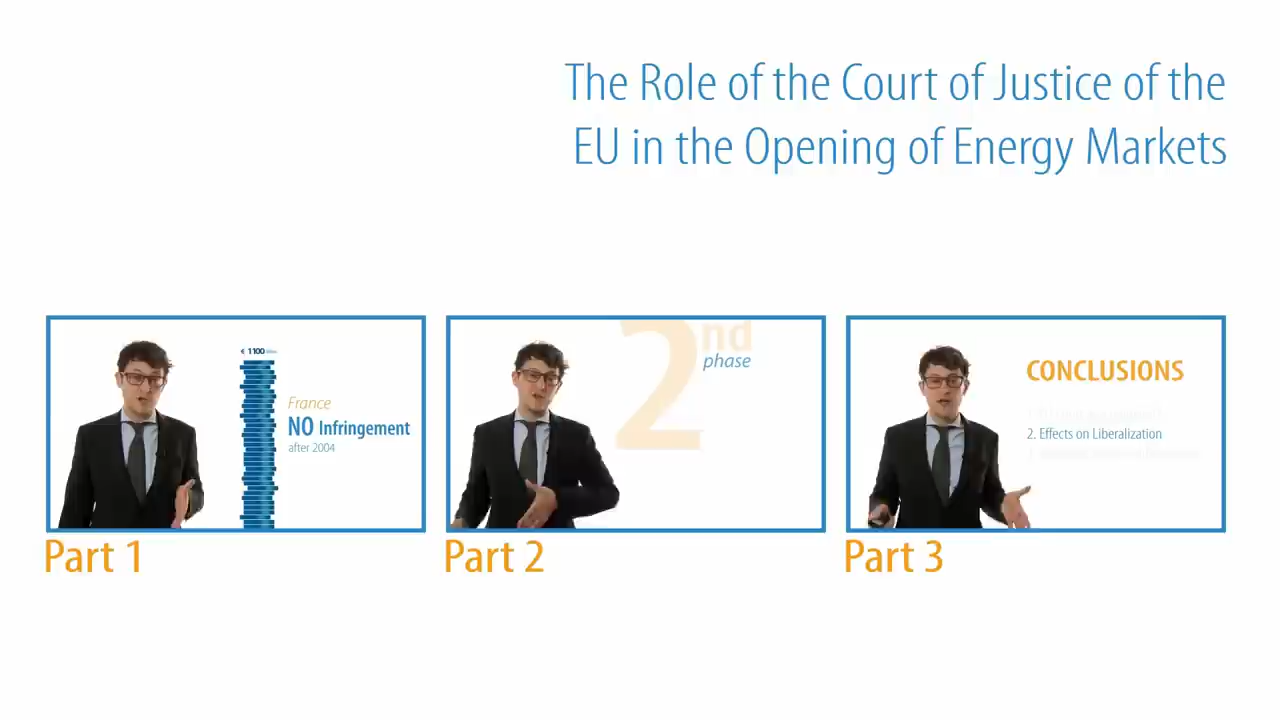 The Role of the Court of Justice of the
EU in the Opening of Energy Markets
€ 1100
France
NO Infringement
after 2004
Part 1
2nd
phase
Part 2
CONCLUSIONS
2. Effects on Liberalization
Part 3